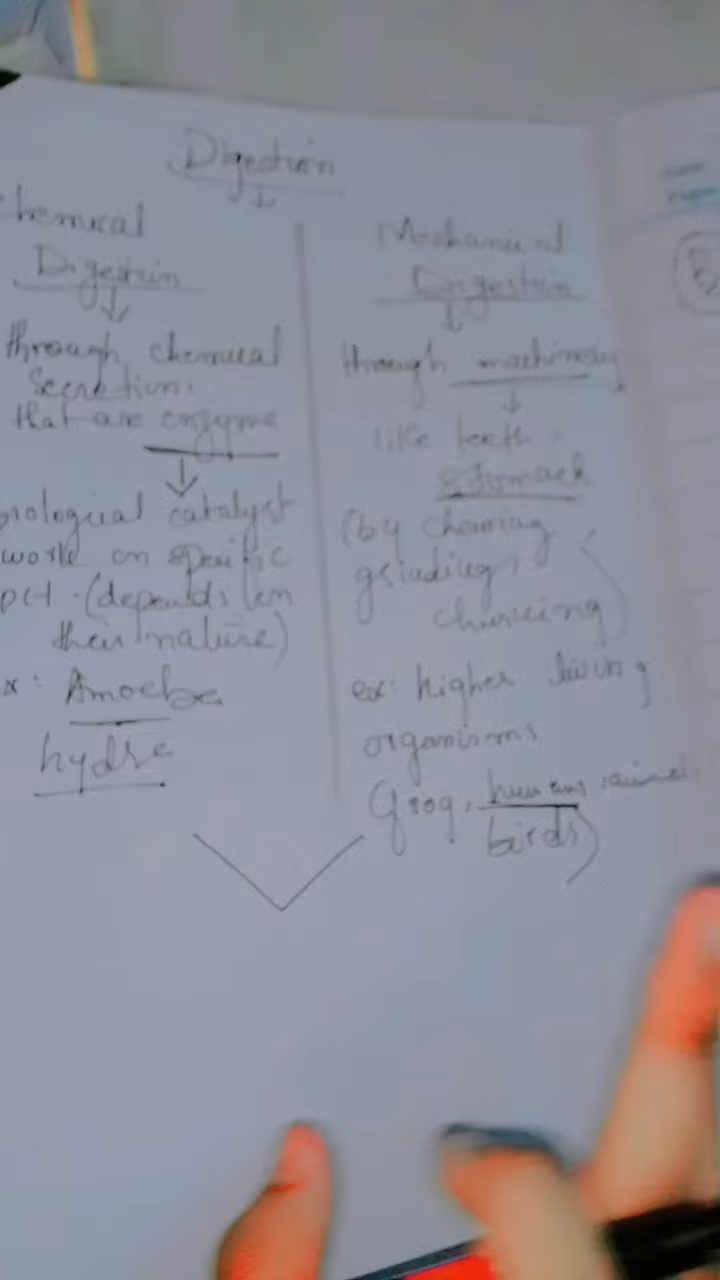 Digestion
Chemical
Digestion
through chemical
secretion.
that are enzyme
biological catalyst
work on specific
pH. (depends on
their nature)
ex: Amoeba
hydra
Mechanical
Digestion
through machinery
like teeth
stomach
(by chewing
grinding,
churning)
ex: higher living
organisms
frog, humans, animal
birds)